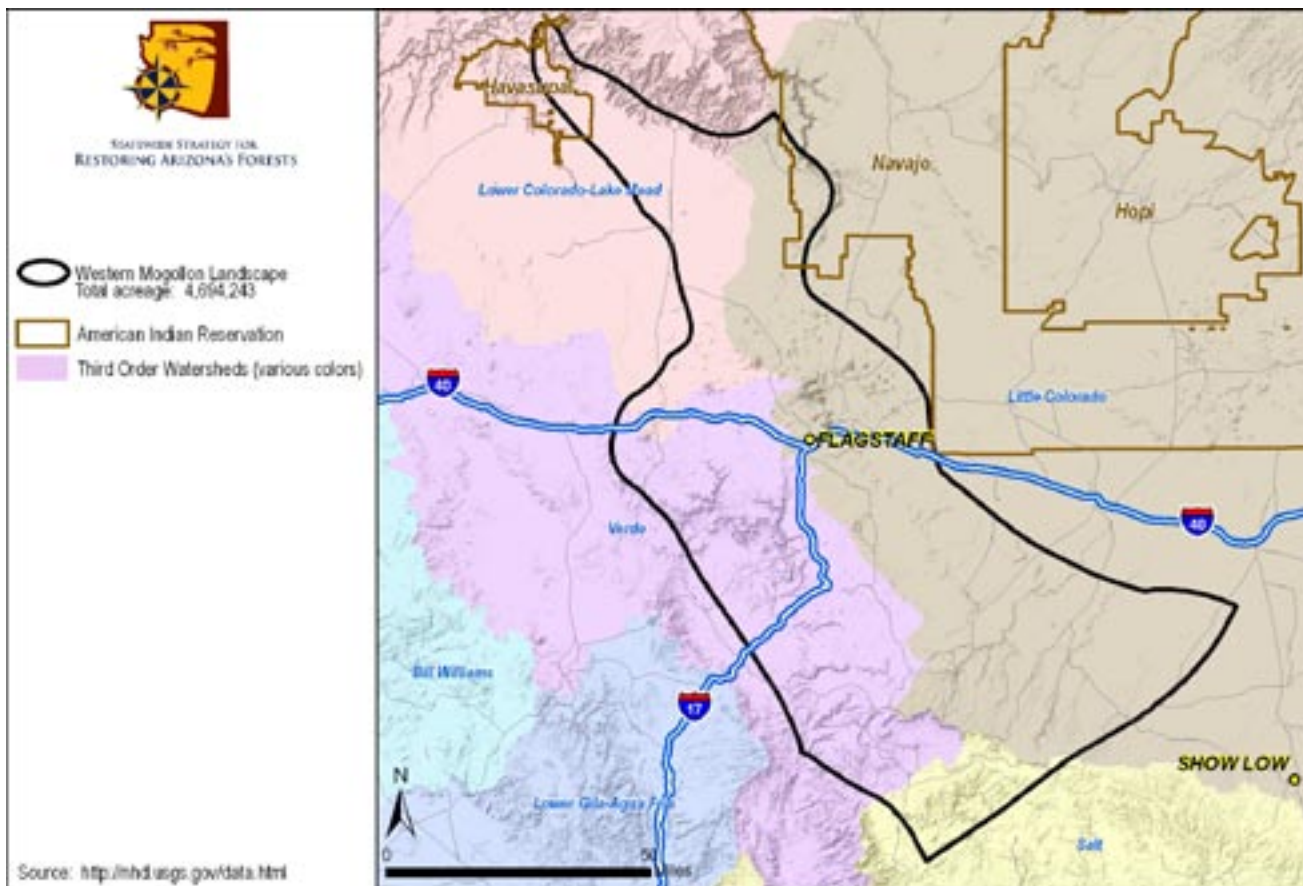 STATEWIDE STRATEGY FOR
RESTORING ARIZONA'S FORESTS
Western Mogollon Landscape
Total acreage: 4,694,243
American Indian Reservation
Third Order Watersheds (various colors)
Source: http://nhd.usgs.gov/data.html
N
0
50
Miles
Havasupai
Lower Colorado-Lake Mead
Navajo
Hopi
40
Little Colorado
FLAGSTAFF
40
Verde
Bill Williams
17
SHOW LOW
Lower Gila-Agua Fria
Salt